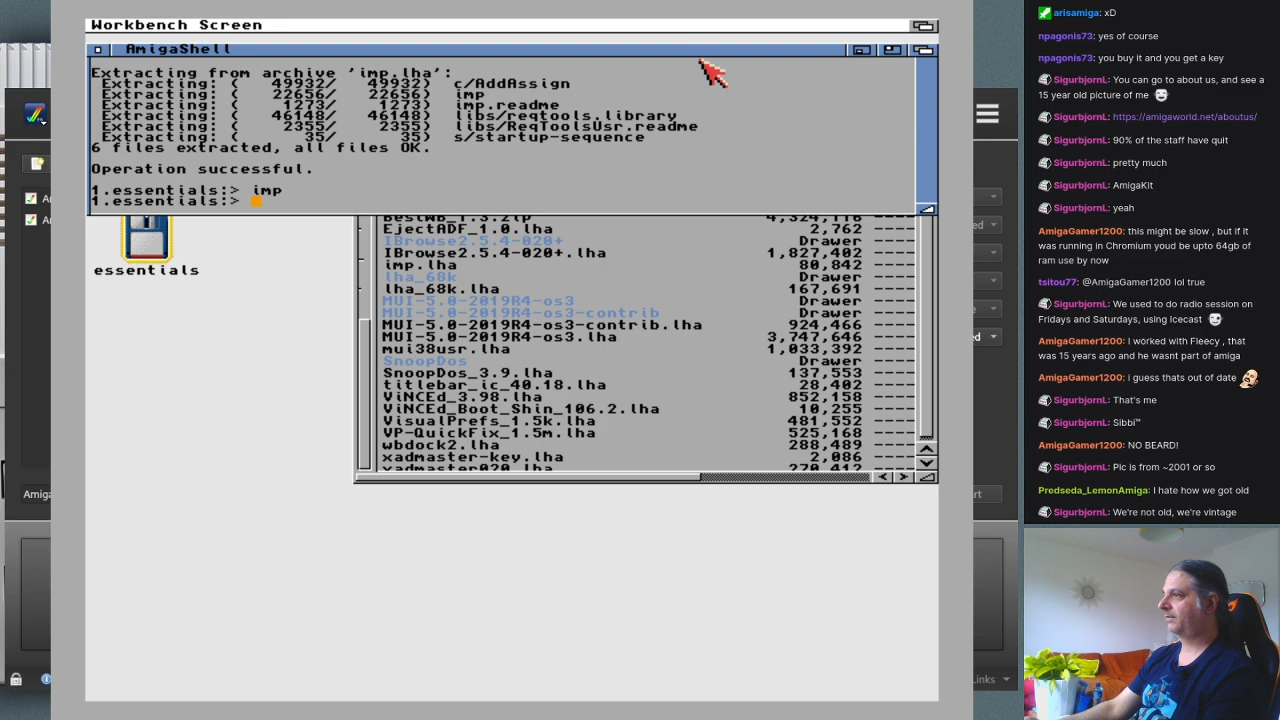 Workbench Screen
AmigaShell
Extracting from archive 'imp.lha':
Extracting: ( 49932/ 49932) c/AddAssign
Extracting: ( 22656/ 22656) imp
Extracting: ( 1273/ 1273) imp.readme
Extracting: ( 46148/ 46148) libs/reqtools.library
Extracting: ( 2355/ 2355) libs/ReqToolsUsr.readme
Extracting: ( 35/ 35) s/startup-sequence
6 files extracted, all files OK.
Operation successful.
1.essentials:> imp
1.essentials:>
essentials
BestWB_1.3.2ip 4,324,116 ----
EjectADF_1.0.lha 2,762 ----
IBrowse2.5.4-020+ Drawer ----
IBrowse2.5.4-020+.lha 1,827,402 ----
imp.lha 80,842 ----
lha_68k Drawer ----
lha_68k.lha 167,691 ----
MUI-5.0-2019R4-os3 Drawer ----
MUI-5.0-2019R4-os3-contrib Drawer ----
MUI-5.0-2019R4-os3-contrib.lha 924,466 ----
MUI-5.0-2019R4-os3.lha 3,747,646 ----
mui38usr.lha 1,033,392 ----
SnoopDos Drawer ----
SnoopDos_3.9.lha 137,553 ----
titlebar_ic_40.18.lha 28,402 ----
ViNCEd_3.98.lha 852,158 ----
ViNCEd_Boot_Shin_106.2.lha 10,255 ----
VisualPrefs_1.5k.lha 481,552 ----
VP-QuickFix_1.5m.lha 525,168 ----
wbdock2.lha 288,489 ----
xadmaster-key.lha 2,086 ----
xadmaster020.lha 270,412 ----
Amiga
Links
arisamiga: xD
npagonis73: yes of course
npagonis73: you buy it and you get a key
SigurbjornL: You can go to about us, and see a
15 year old picture of me
SigurbjornL: https://amigaworld.net/aboutus/
SigurbjornL: 90% of the staff have quit
SigurbjornL: pretty much
SigurbjornL: AmigaKit
SigurbjornL: yeah
AmigaGamer1200: this might be slow , but if it
was running in Chromium youd be upto 64gb of
ram use by now
tsitou77: @AmigaGamer1200 lol true
SigurbjornL: We used to do radio session on
Fridays and Saturdays, using Icecast
AmigaGamer1200: I worked with Fleecy , that
was 15 years ago and he wasnt part of amiga
AmigaGamer1200: i guess thats out of date
SigurbjornL: That's me
SigurbjornL: Sibbi™
AmigaGamer1200: NO BEARD!
SigurbjornL: Pic is from ~2001 or so
Predseda_LemonAmiga: I hate how we got old
SigurbjornL: We're not old, we're vintage